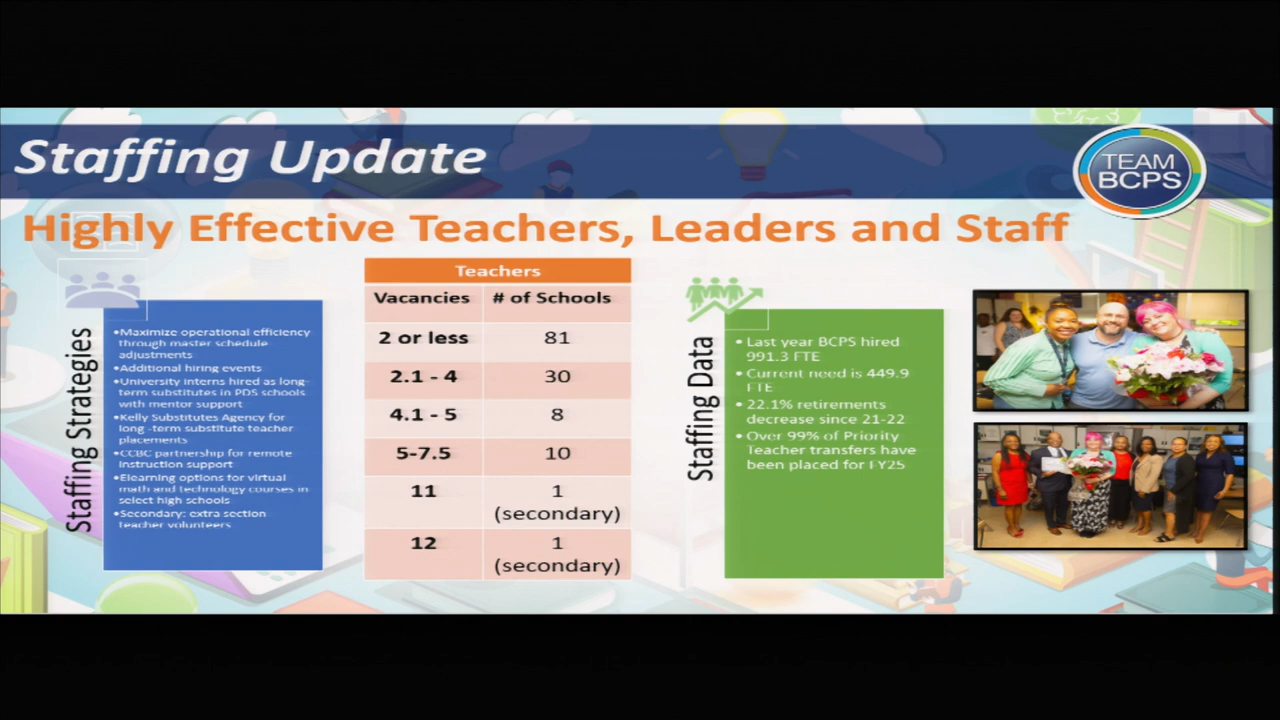 Staffing Update
TEAM
BCPS
Highly Effective Teachers, Leaders and Staff
Staffing Strategies
•Maximize operational efficiency
through master schedule
adjustments
•Additional hiring events
•University interns hired as long-
term substitutes in PDS schools
with mentor support
•Kelly Substitutes Agency for
long -term substitute teacher
placements
•CCBC partnership for remote
instruction support
•Elearning options for virtual
math and technology courses in
select high schools
•Secondary: extra section
teacher volunteers
Teachers
Vacancies # of Schools
2 or less 81
2.1 - 4 30
4.1 - 5 8
5-7.5 10
11 1
(secondary)
12 1
(secondary)
Staffing Data
• Last year BCPS hired
991.3 FTE
• Current need is 449.9
FTE
• 22.1% retirements
decrease since 21-22
• Over 99% of Priority
Teacher transfers have
been placed for FY25